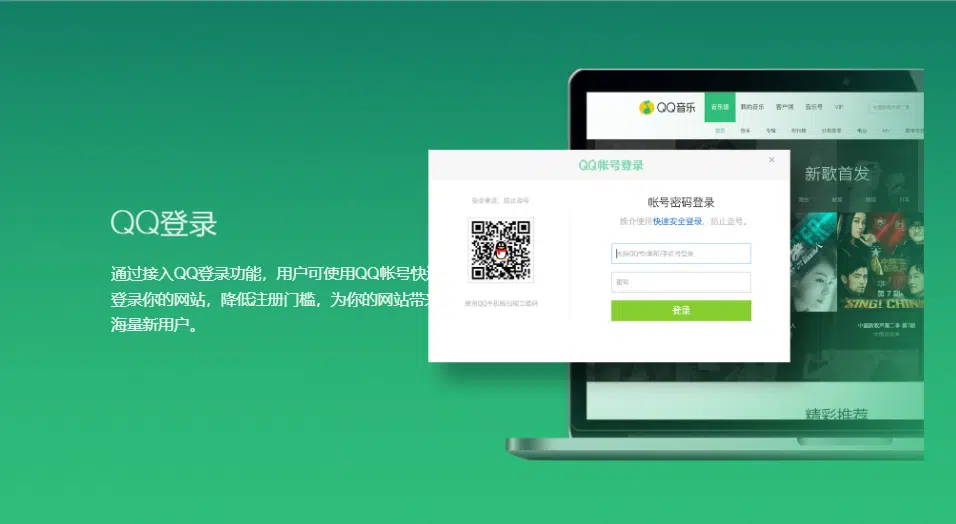 QQ音乐
音乐馆
我的音乐
客户端
音乐号
VIP
新歌首发
QQ帐号登录
×
安全登录，防止盗号
帐号密码登录
推介使用快速安全登录，防止盗号。
支持QQ号/邮箱/手机号登录
密码
登录
使用QQ手机版扫描二维码
QQ登录
通过接入QQ登录功能，用户可使用QQ帐号快
登录你的网站，降低注册门槛，为你的网站带
海量新用户。
第7期
SING! CHIN
精彩推荐